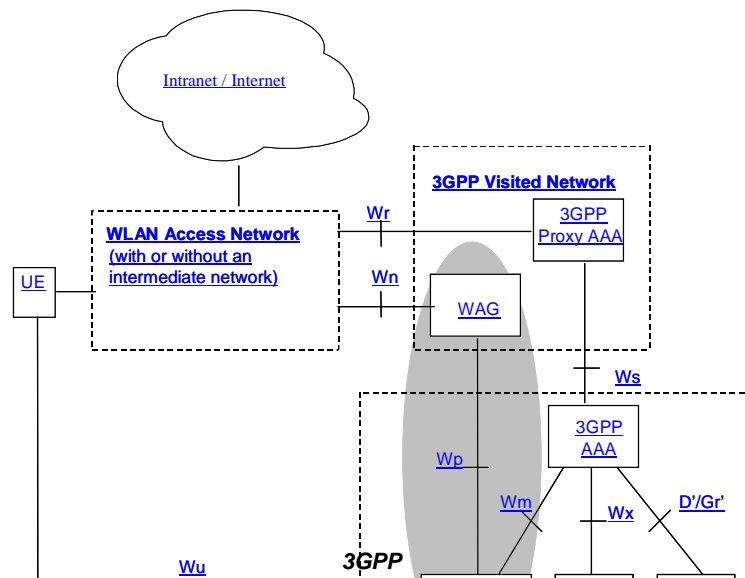 Intranet / Internet
3GPP Visited Network
Wr
3GPP
Proxy AAA
WLAN Access Network
(with or without an
intermediate network)
UE
Wn
WAG
Ws
3GPP
AAA
Wp
Wm
Wx
D'/Gr'
3GPP
Wu